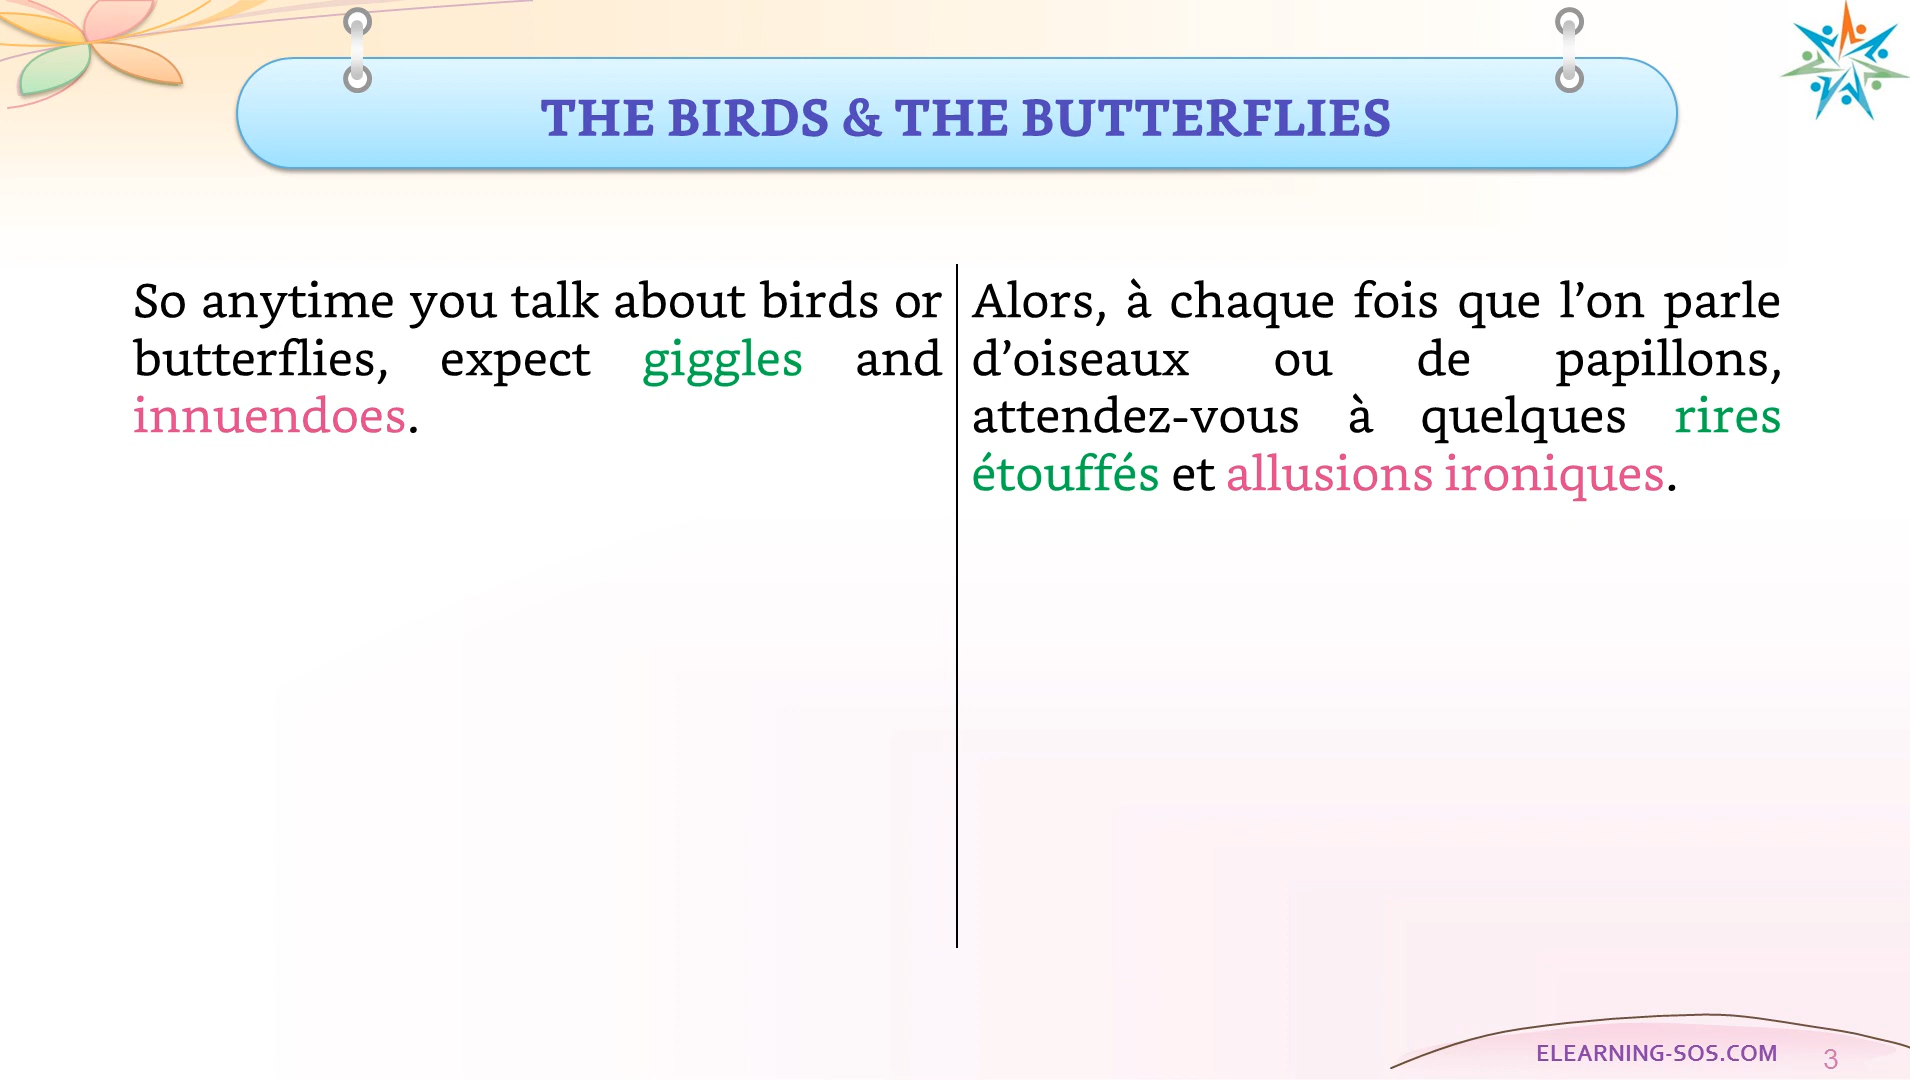 THE BIRDS & THE BUTTERFLIES
So anytime you talk about birds or
butterflies, expect giggles and
innuendoes.
Alors, à chaque fois que l’on parle
d’oiseaux ou de papillons,
attendez-vous à quelques rires
étouffés et allusions ironiques.
ELEARNING-SOS.COM
3